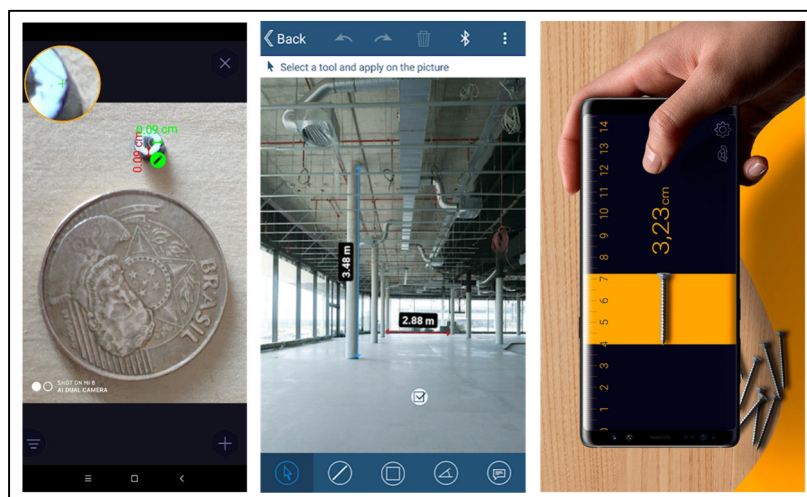 0.09 cm
0.09 cm
BRASIL
SHOT ON MI 6
AI DUAL CAMERA
Back
Select a tool and apply on the picture
3.48 m
2.88 m
14
13
12
11
10
9
8
7
6
5
4
3
2
1
0
3,23cm